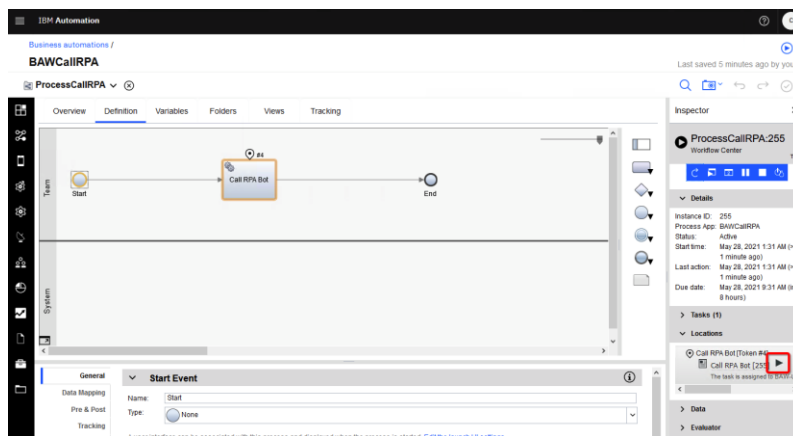 IBM Automation
Business automations /
BAWCallRPA
Last saved 5 minutes ago by you
ProcessCallRPA
Overview Definition Variables Folders Views Tracking
Inspector
ProcessCallRPA:255
Workflow Center
Details
Instance ID: 255
Process App: BAWCallRPA
Status: Active
Start time: May 28, 2021 1:31 AM (>
1 minute ago)
Last action: May 28, 2021 1:31 AM (>
1 minute ago)
Due date: May 28, 2021 9:31 AM (in
8 hours)
Tasks (1)
Locations
Call RPA Bot [Token #4]
Call RPA Bot [255
The task is assigned to BAW-
Data
Evaluator
Team
#4
Start
Call RPA Bot
End
System
General
Data Mapping
Pre & Post
Tracking
Start Event
Name: Start
Type: None